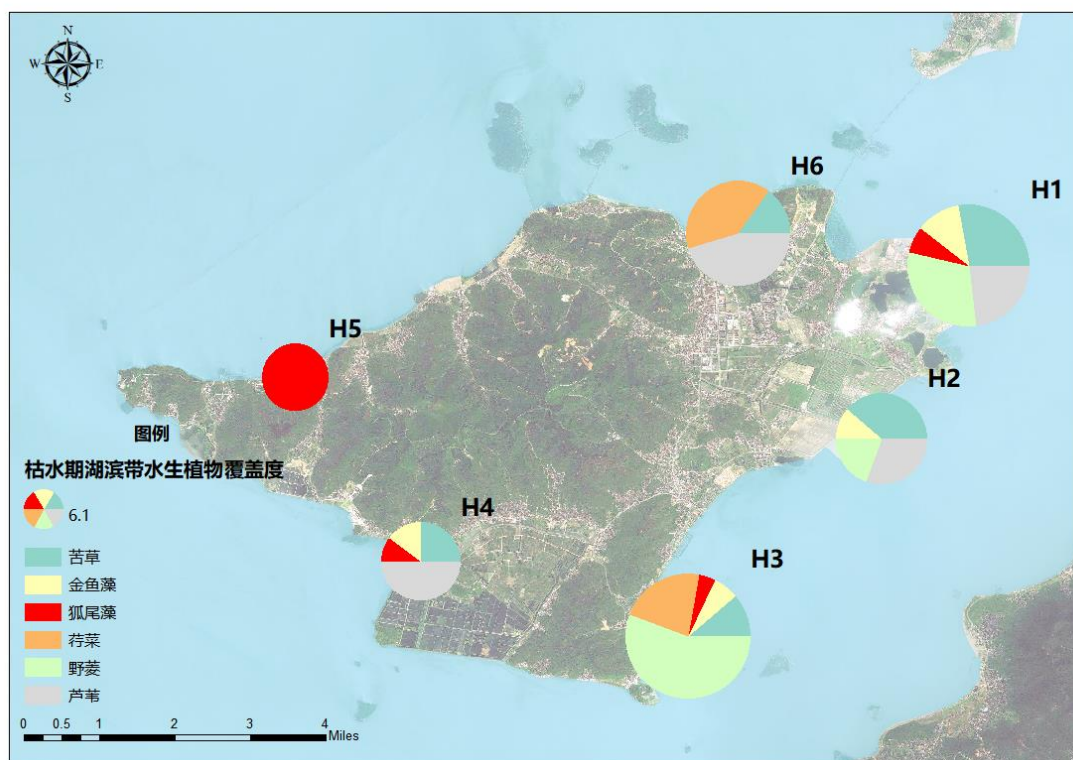 N
W E
S
H6
H1
H5
H2
图例
枯水期湖滨带水生植物覆盖度
6.1
H4
苦草
金鱼藻
H3
狐尾藻
荇菜
野菱
芦苇
0 0.5 1 2 3 4
Miles